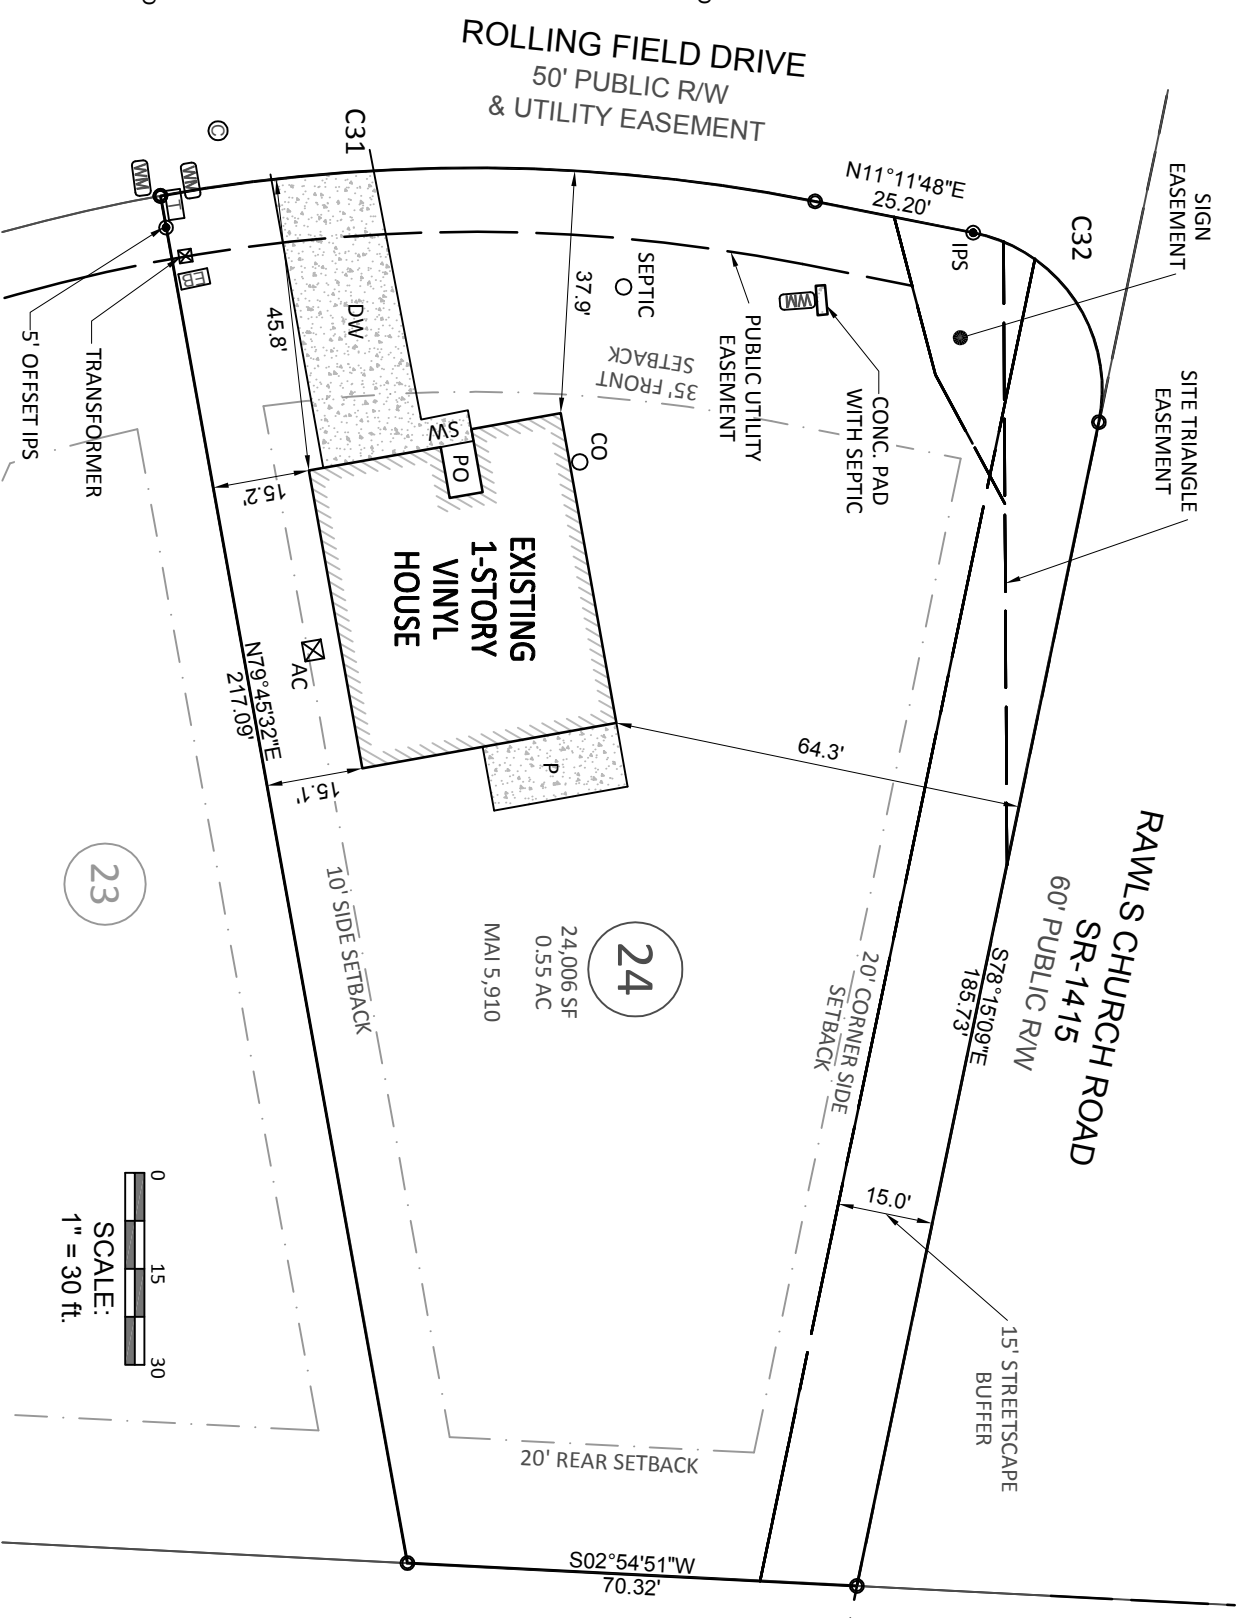 ROLLING FIELD DRIVE
50' PUBLIC R/W
& UTILITY EASEMENT
C31
C
WM
WM
T
EB
N11°11'48"E
25.20'
IPS
C32
SIGN
EASEMENT
SITE TRIANGLE
EASEMENT
SEPTIC
37.9'
35' FRONT
SETBACK
PUBLIC UTILITY
EASEMENT
WM
CONC. PAD
WITH SEPTIC
DW
45.8'
SW
PO
CO
5' OFFSET IPS
TRANSFORMER
15.2'
EXISTING
1-STORY
VINYL
HOUSE
AC
N79°45'32"E
217.09'
15.1'
P
64.3'
RAWLS CHURCH ROAD
SR-1415
60' PUBLIC R/W
S78°15'09"E
185.73'
23
10' SIDE SETBACK
24
24,006 SF
0.55 AC
MAI 5,910
20' CORNER SIDE
SETBACK
15.0'
15' STREETSCAPE
BUFFER
0 15 30
SCALE:
1" = 30 ft.
20' REAR SETBACK
S02°54'51"W
70.32'